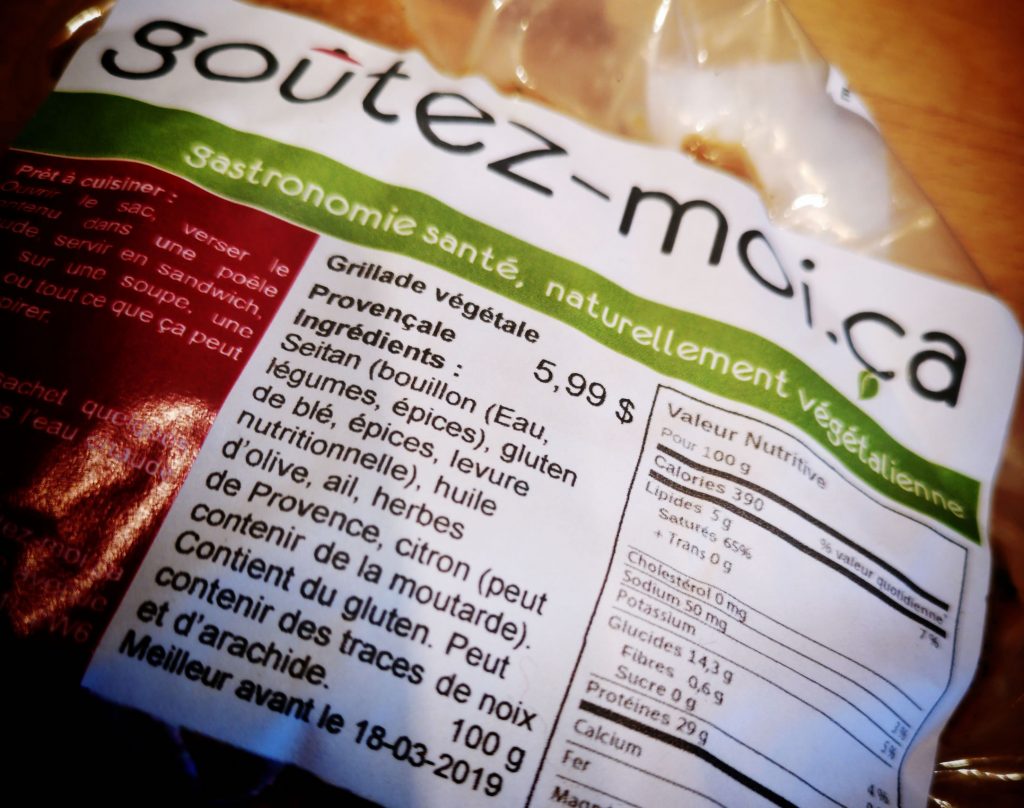 goûtez-moi.ça
gastronomie santé, naturellement végétalienne
Prêt à cuisiner :
Ouvrir le sac, verser le
contenu dans une poêle
servir en sandwich,
sur une soupe, une
ou tout ce que ça peut
sachet
l'eau chaude
Grillade végétale
Provençale
5,99 $
Ingrédients :
Seitan (bouillon (Eau,
légumes, épices), gluten
de blé, épices, levure
nutritionnelle), huile
d'olive, ail, herbes
de Provence, citron (peut
contenir de la moutarde).
Contient du gluten. Peut
contenir des traces de noix
et d'arachide.
100 g
Meilleur avant le 18-03-2019
Valeur Nutritive
Pour 100 g
Calories 390
% valeur quotidienne
Lipides 5 g 7 %
Saturés 65%
+ Trans 0 g
Cholestérol 0 mg
Sodium 50 mg
Potassium
Glucides 14,3 g 3 %
Fibres 0,6 g 5 %
Sucre 0 g
Protéines 29 g
Calcium 4 %
Fer